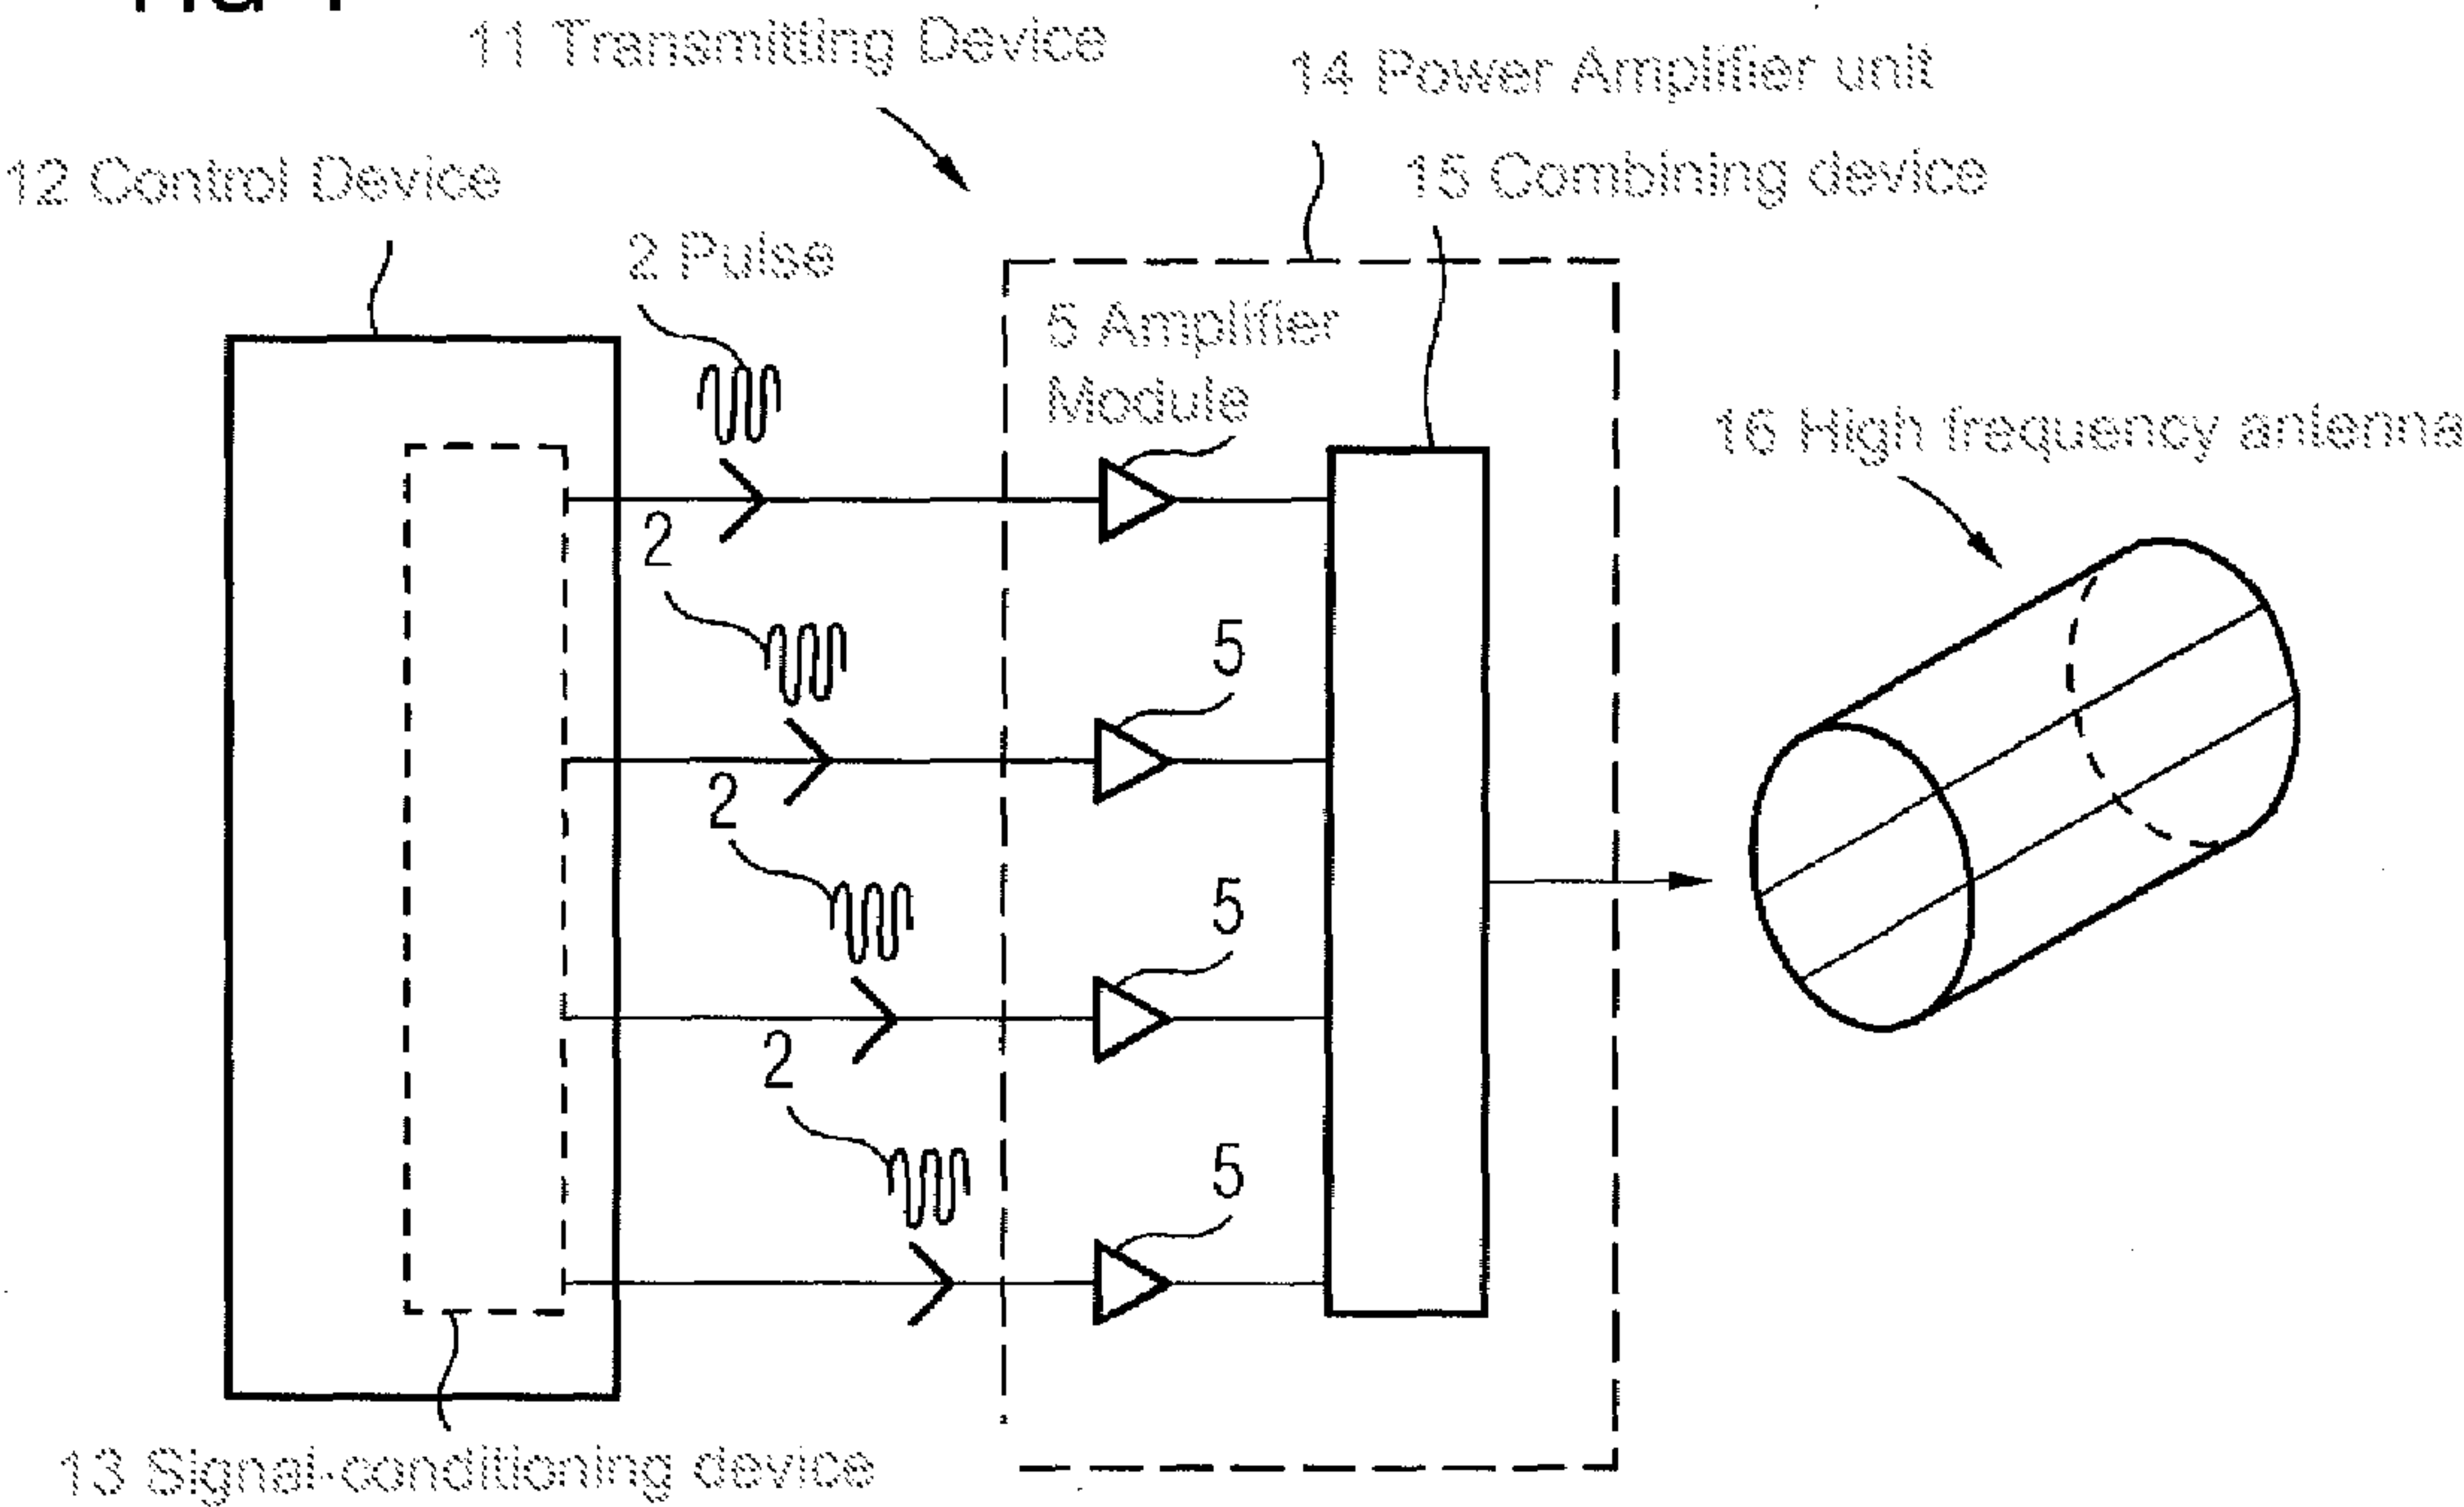 11 Transmitting Device
14 Power Amplifier unit
12 Control Device
15 Combining device
2 Pulse
5 Amplifier
Module
16 High frequency antenna
2
5
2
5
2
5
13 Signal-conditioning device